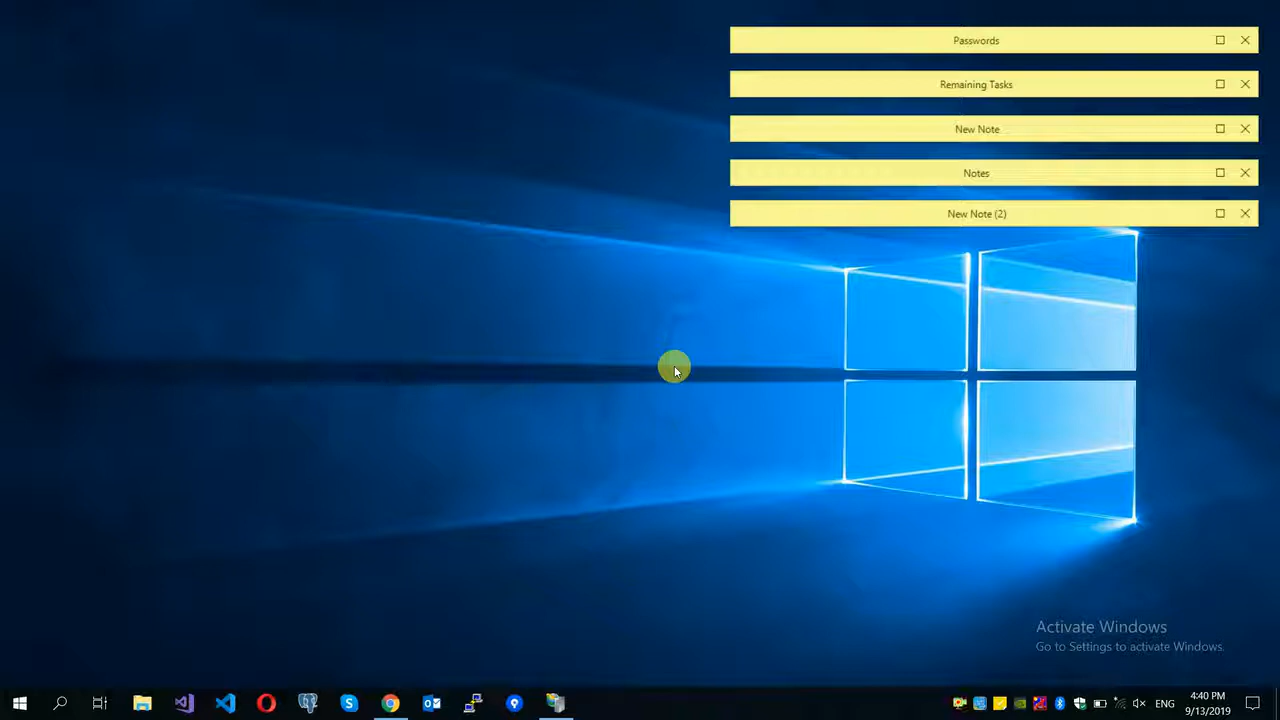 Passwords
Remaining Tasks
New Note
Notes
New Note (2)
Activate Windows
Go to Settings to activate Windows.
ENG
4:40 PM
9/13/2019